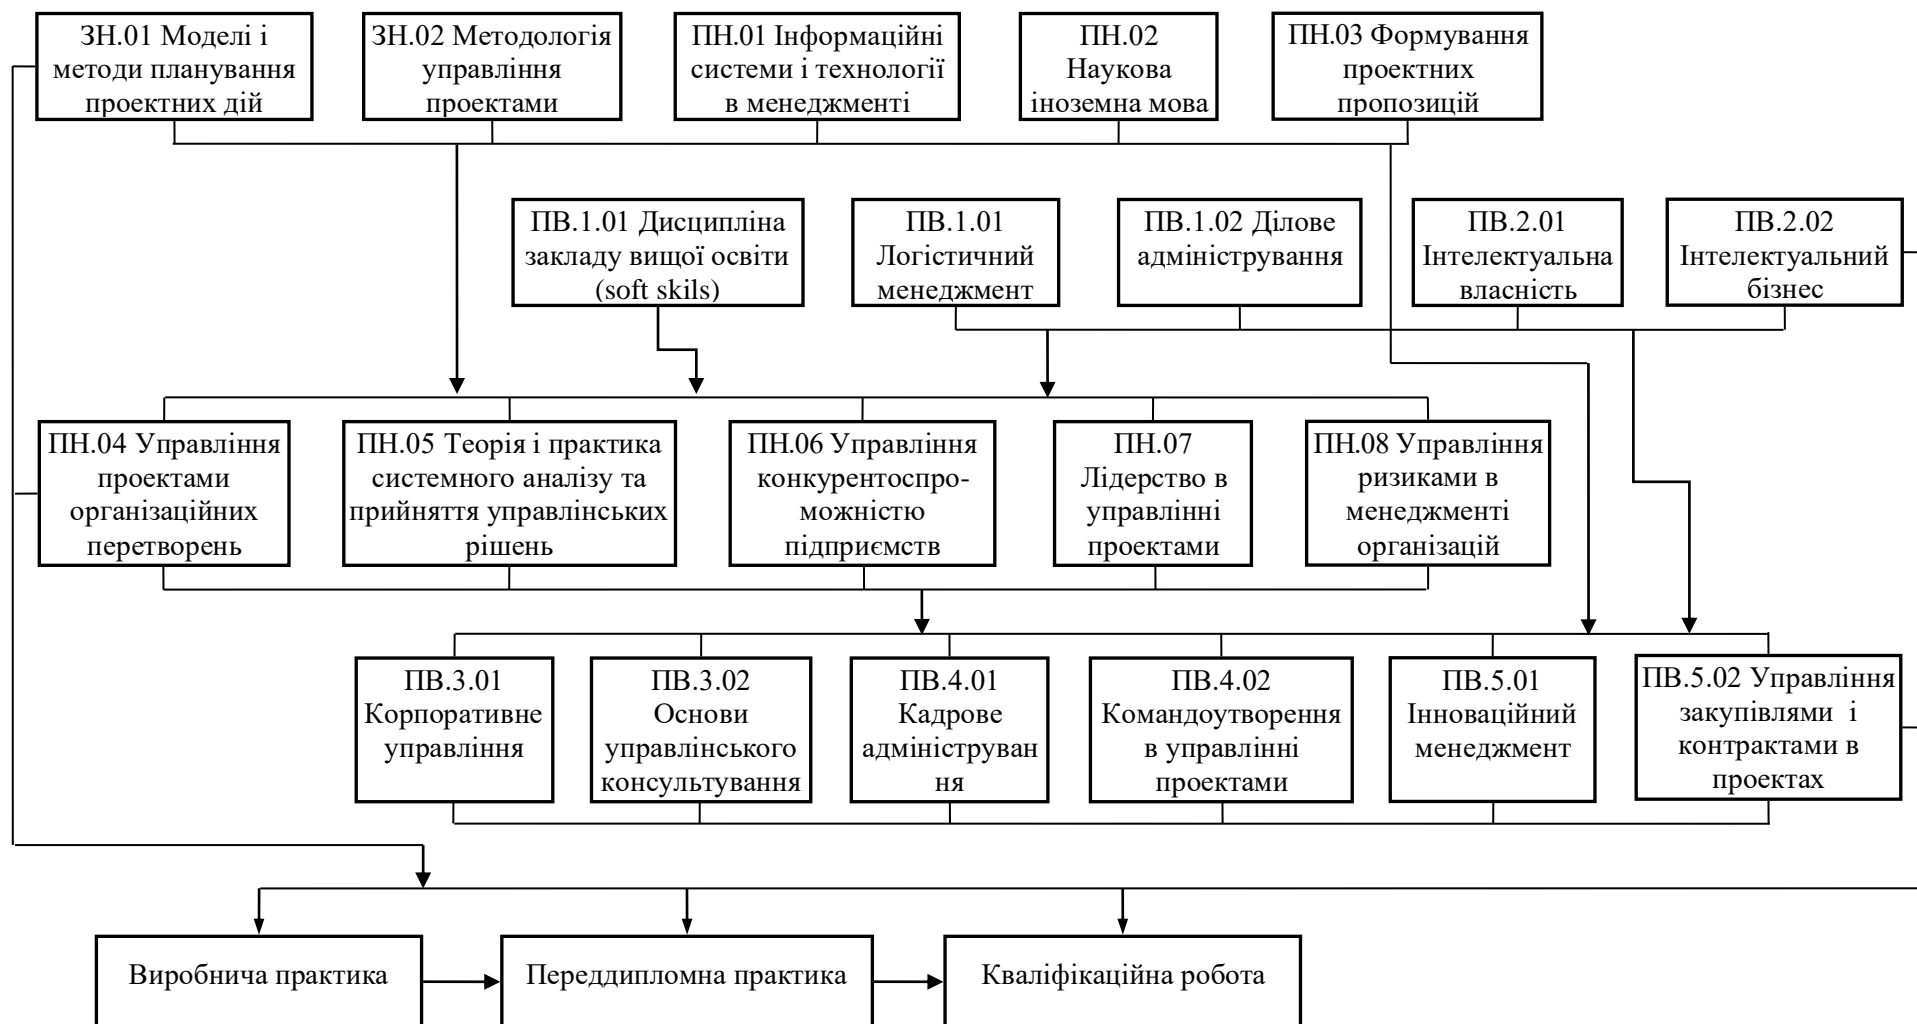 ЗН.01 Моделі і
методи планування
проектних дій
ЗН.02 Методологія
управління
проектами
ПН.01 Інформаційні
системи і технології
в менеджменті
ПН.02
Наукова
іноземна мова
ПН.03 Формування
проектних
пропозицій
ПВ.1.01 Дисципліна
закладу вищої освіти
(soft skils)
ПВ.1.01
Логістичний
менеджмент
ПВ.1.02 Ділове
адміністрування
ПВ.2.01
Інтелектуальна
власність
ПВ.2.02
Інтелектуальний
бізнес
ПН.04 Управління
проектами
організаційних
перетворень
ПН.05 Теорія і практика
системного аналізу та
прийняття управлінських
рішень
ПН.06 Управління
конкурентоспро-
можністю
підприємств
ПН.07
Лідерство в
управлінні
проектами
ПН.08 Управління
ризиками в
менеджменті
організацій
ПВ.3.01
Корпоративне
управління
ПВ.3.02
Основи
управлінського
консультування
ПВ.4.01
Кадрове
адмініструван
ня
ПВ.4.02
Командоутворення
в управлінні
проектами
ПВ.5.01
Інноваційний
менеджмент
ПВ.5.02 Управління
закупівлями і
контрактами в
проектах
Виробнича практика
Переддипломна практика
Кваліфікаційна робота